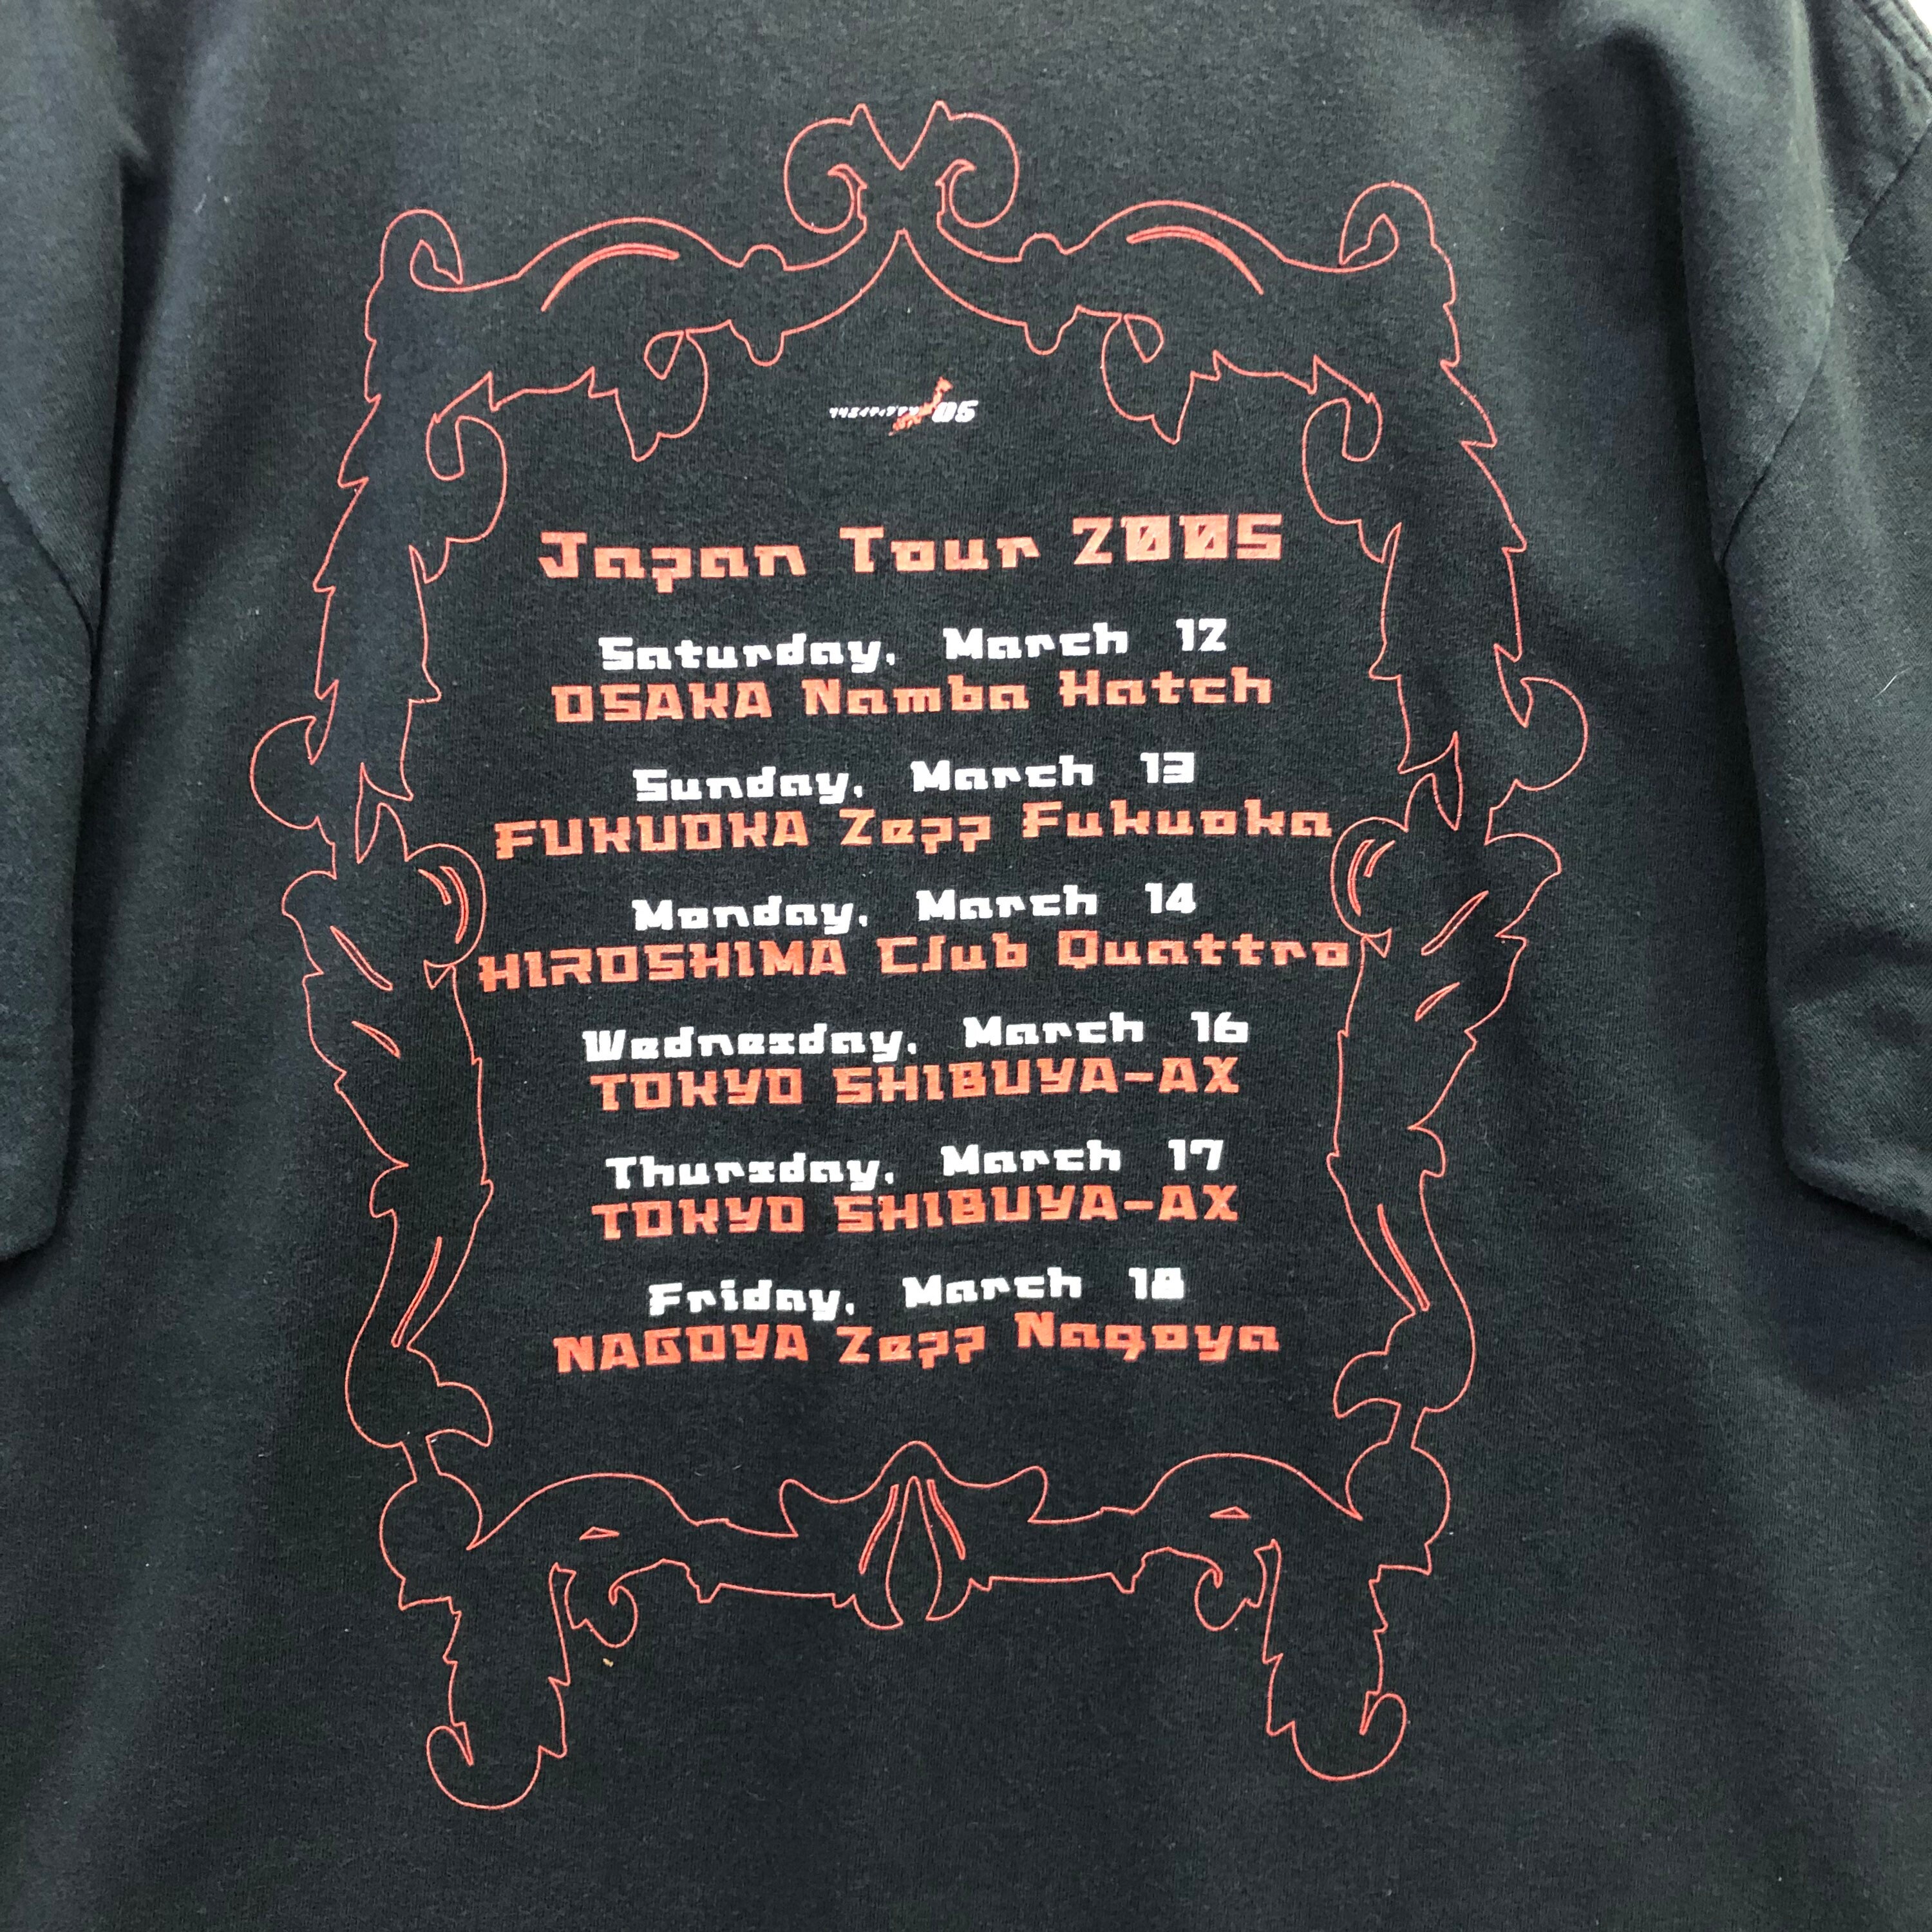 05
Japan Tour 2005
Saturday, March 12
OSAKA Namba Hatch
Sunday, March 13
FUKUOKA Zepp Fukuoka
Monday, March 14
HIROSHIMA Club Quattro
Wednesday, March 16
TOKYO SHIBUYA-AX
Thursday, March 17
TOKYO SHIBUYA-AX
Friday, March 18
NAGOYA Zepp Nagoya